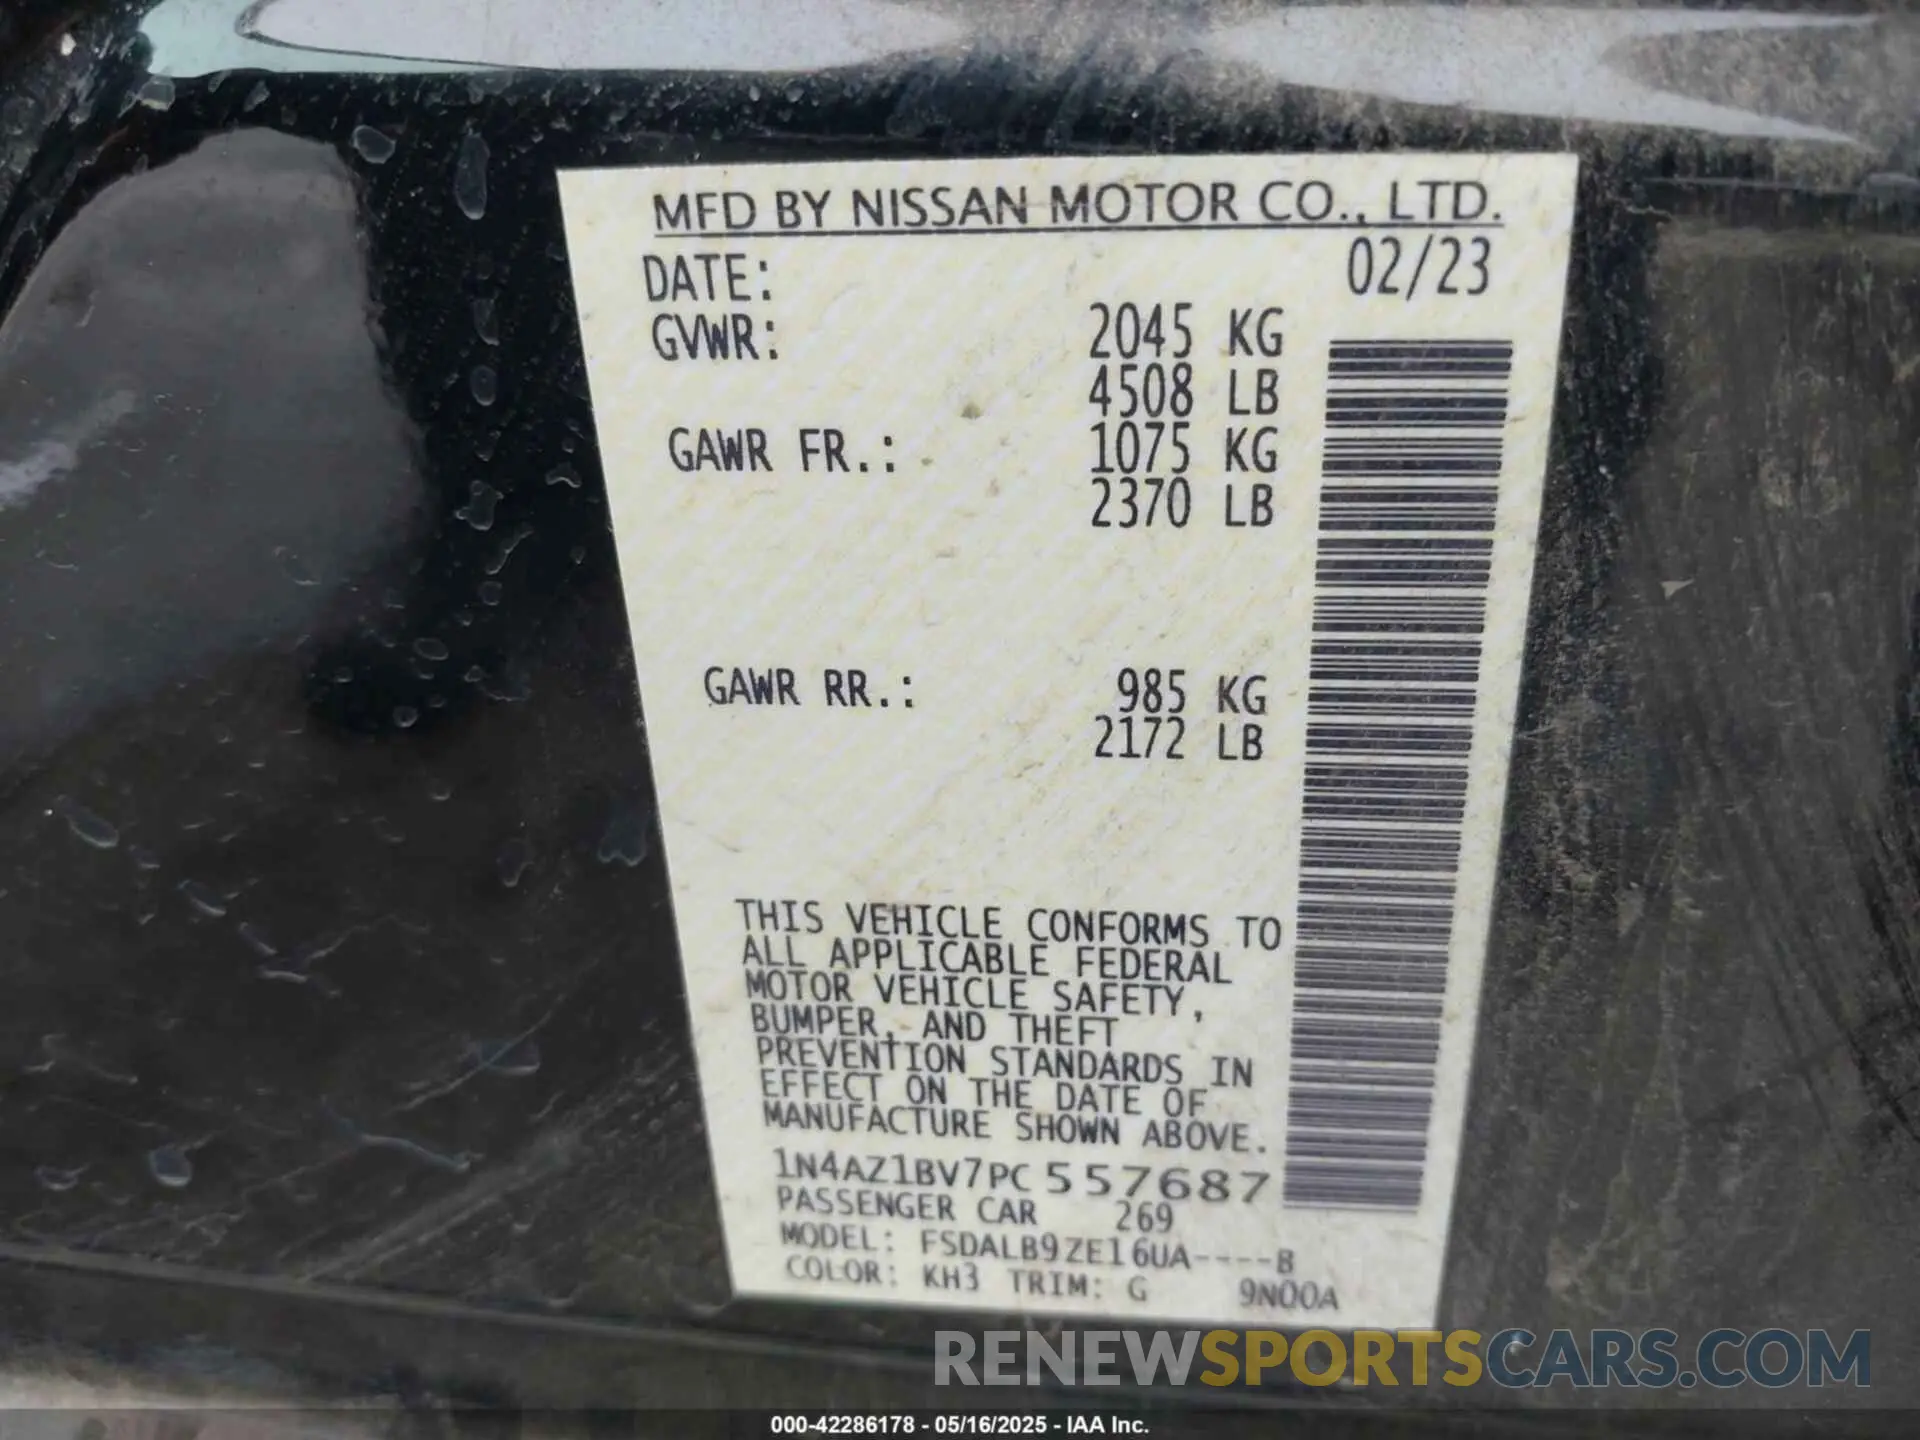 MFD BY NISSAN MOTOR CO., LTD.
DATE: 02/23
GVWR: 2045 KG
4508 LB
GAWR FR.: 1075 KG
2370 LB
GAWR RR.: 985 KG
2172 LB
THIS VEHICLE CONFORMS TO
ALL APPLICABLE FEDERAL
MOTOR VEHICLE SAFETY,
BUMPER, AND THEFT
PREVENTION STANDARDS IN
EFFECT ON THE DATE OF
MANUFACTURE SHOWN ABOVE.
1N4AZ1BV7PC557687
PASSENGER CAR 269
MODEL: FSDALB9ZE16UA----B
COLOR: KH3 TRIM: G 9N00A
RENEWSPORTSCARS.COM
000-42286178 - 05/16/2025 - IAA Inc.